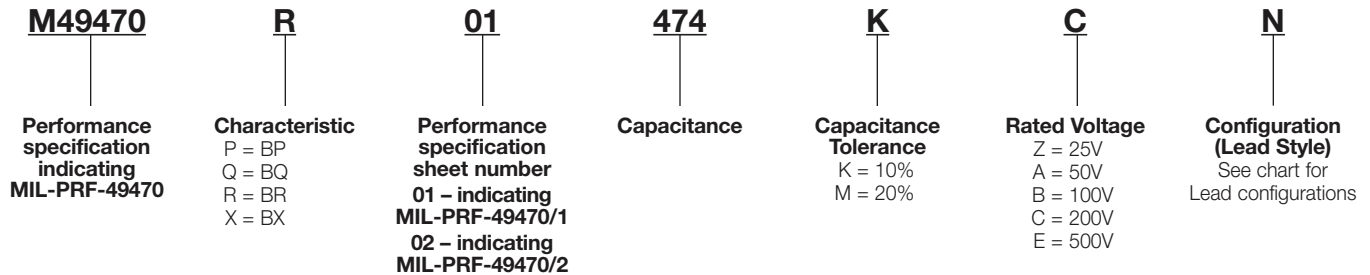 M49470 R 01 474 K C N
Performance
specification
indicating
MIL-PRF-49470
Characteristic
P = BP
Q = BQ
R = BR
X = BX
Performance
specification
sheet number
01 – indicating
MIL-PRF-49470/1
02 – indicating
MIL-PRF-49470/2
Capacitance
Capacitance
Tolerance
K = 10%
M = 20%
Rated Voltage
Z = 25V
A = 50V
B = 100V
C = 200V
E = 500V
Configuration
(Lead Style)
See chart for
Lead configurations